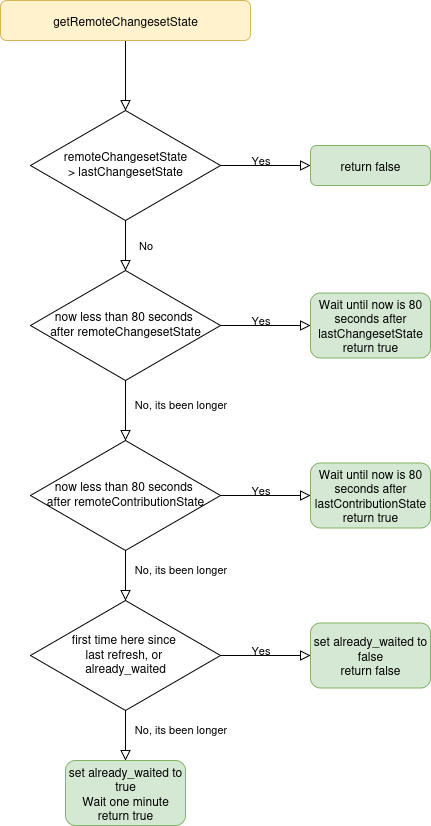 getRemoteChangesetState
remoteChangesetState
> lastChangesetState
Yes
return false
No
now less than 80 seconds
after remoteChangesetState
Yes
Wait until now is 80
seconds after
lastChangesetState
return true
No, its been longer
now less than 80 seconds
after remoteContributionState
Yes
Wait until now is 80
seconds after
lastContributionState
return true
No, its been longer
first time here since
last refresh, or
already_waited
Yes
set already_waited to
false
return false
No, its been longer
set already_waited to
true
Wait one minute
return true